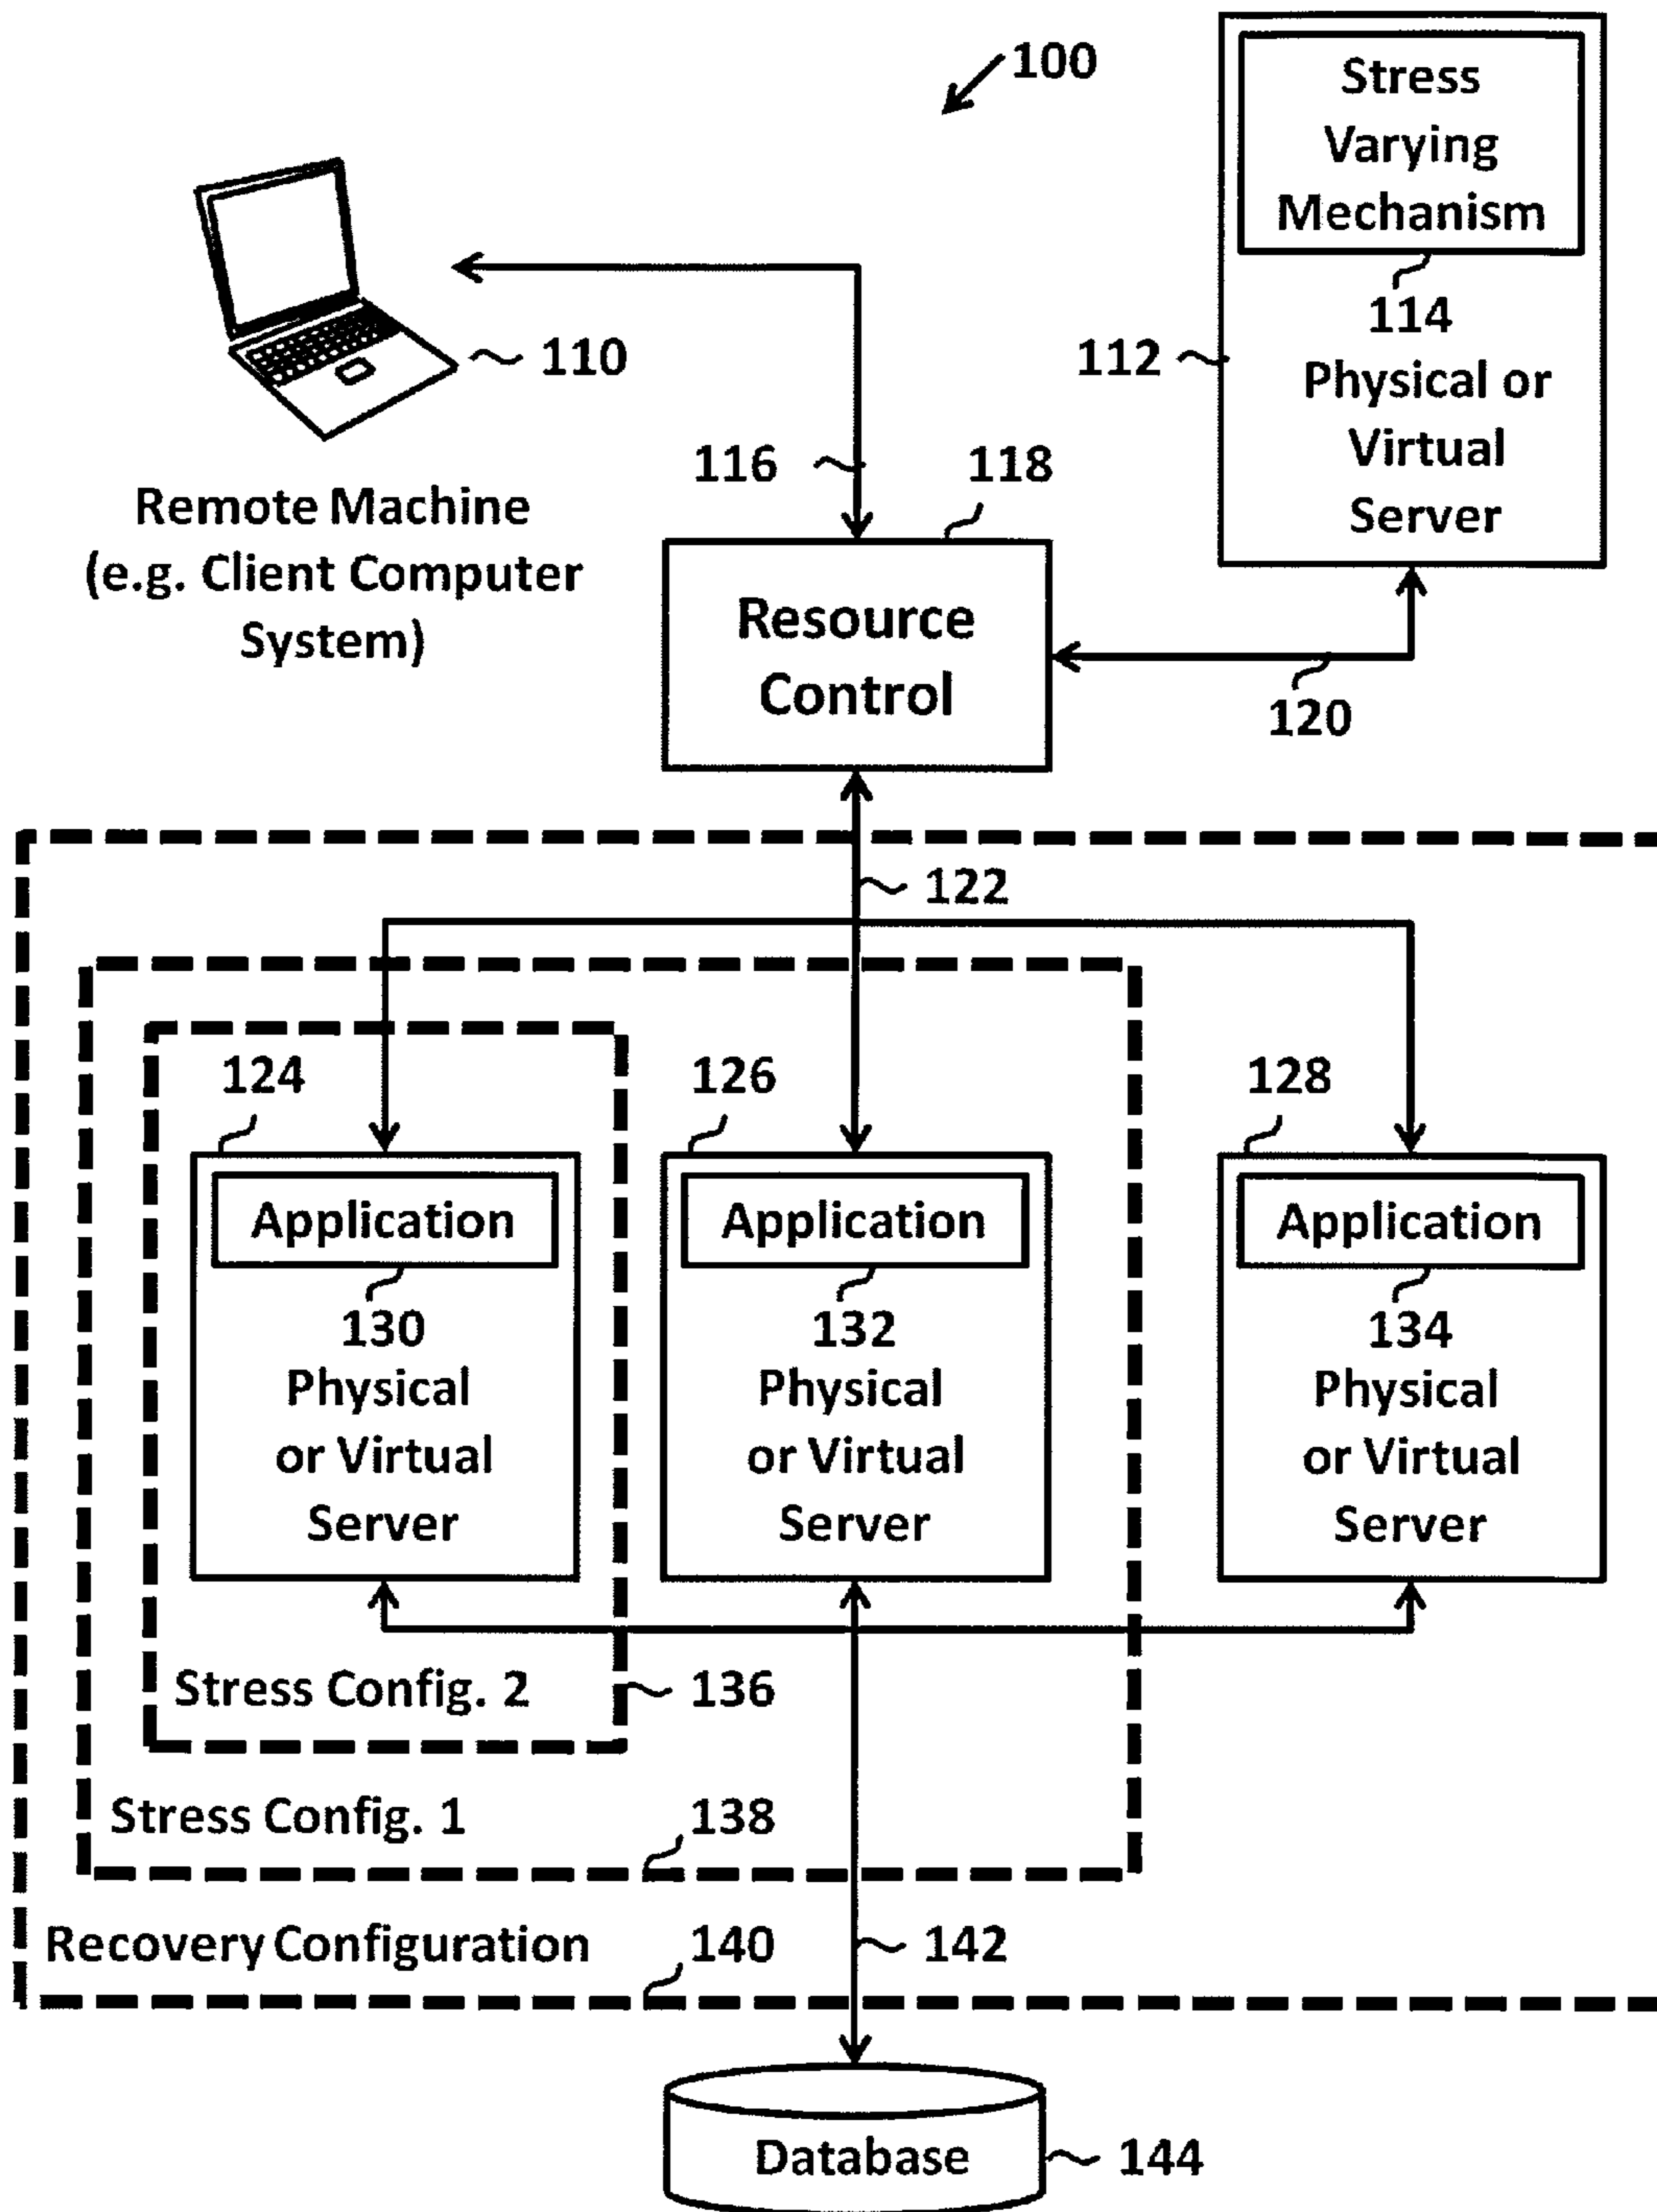 100
Stress
Varying
Mechanism
114
112
Physical or
Virtual
Server
110
Remote Machine
(e.g. Client Computer
System)
116
118
Resource
Control
120
122
124
126
128
Application
Application
Application
130
132
134
Physical
or Virtual
Server
Physical
or Virtual
Server
Physical
or Virtual
Server
Stress Config. 2
136
Stress Config. 1
138
Recovery Configuration
140
142
Database
144